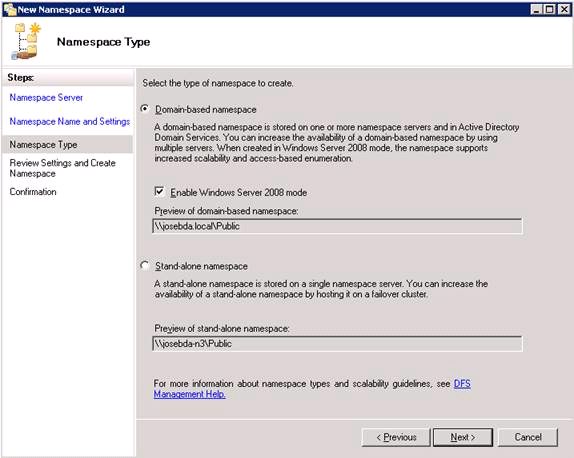 New Namespace Wizard
Namespace Type
Steps:
Namespace Server
Namespace Name and Settings
Namespace Type
Review Settings and Create
Namespace
Confirmation
Select the type of namespace to create.
Domain-based namespace
A domain-based namespace is stored on one or more namespace servers and in Active Directory
Domain Services. You can increase the availability of a domain-based namespace by using
multiple servers. When created in Windows Server 2008 mode, the namespace supports
increased scalability and access-based enumeration.
Enable Windows Server 2008 mode
Preview of domain-based namespace:
\\josebda.local\Public
Stand-alone namespace
A stand-alone namespace is stored on a single namespace server. You can increase the
availability of a stand-alone namespace by hosting it on a failover cluster.
Preview of stand-alone namespace:
\\josebda-n3\Public
For more information about namespace types and scalability guidelines, see DFS
Management Help.
< Previous
Next >
Cancel